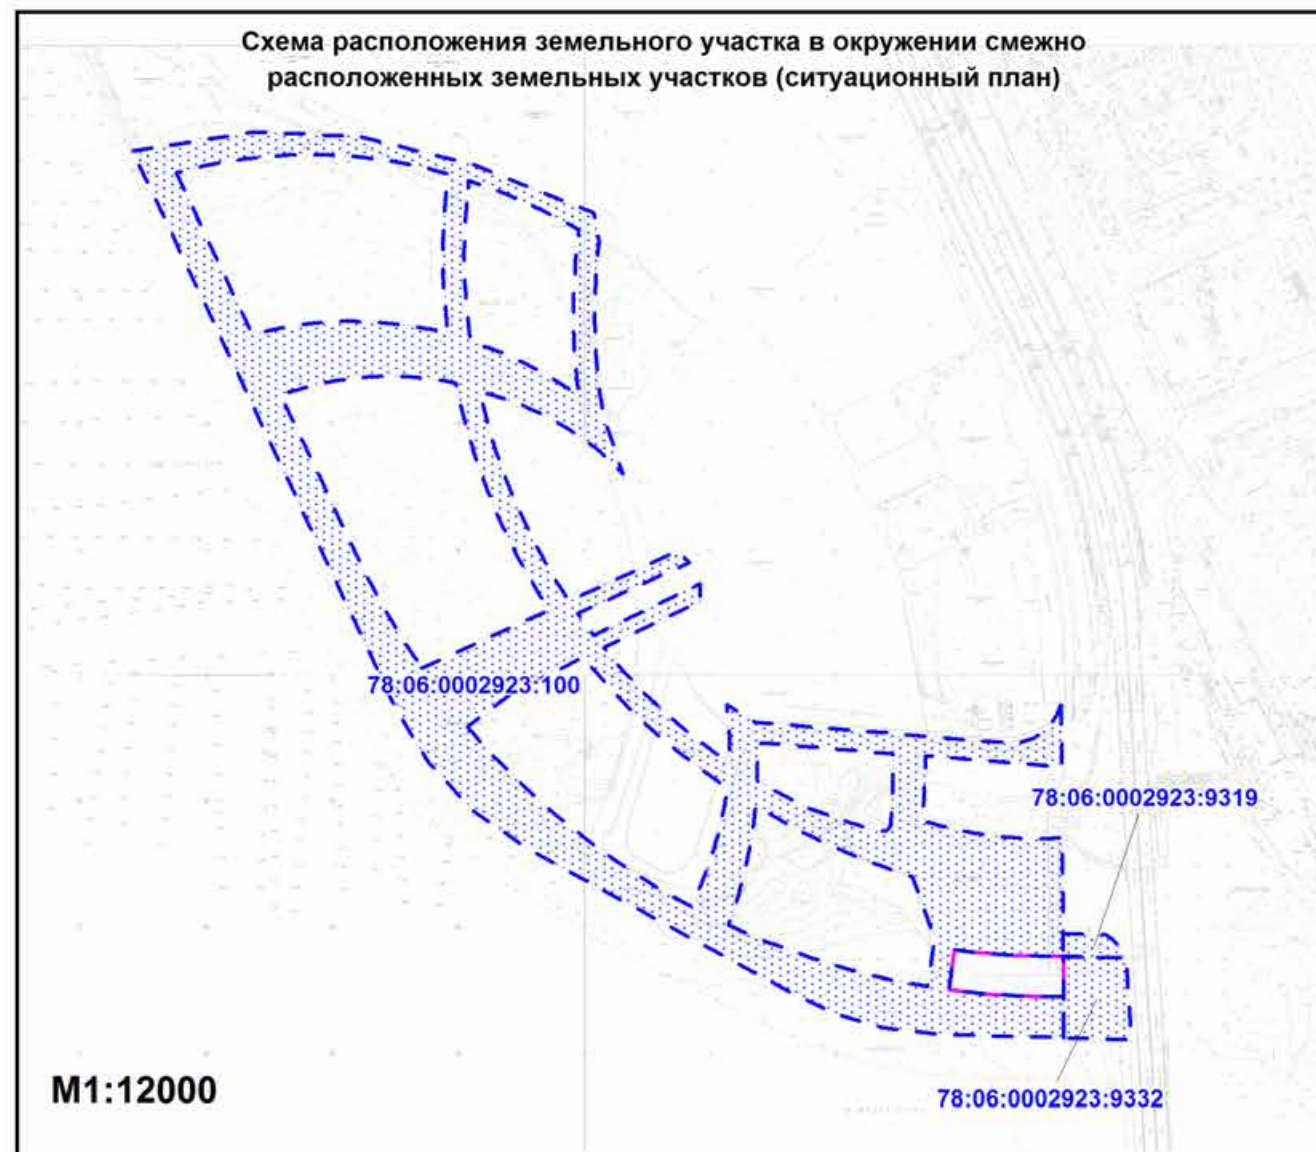 Схема расположения земельного участка в окружении смежно
расположенных земельных участков (ситуационный план)
78:06:0002923:100
78:06:0002923:9319
78:06:0002923:9332
М1:12000